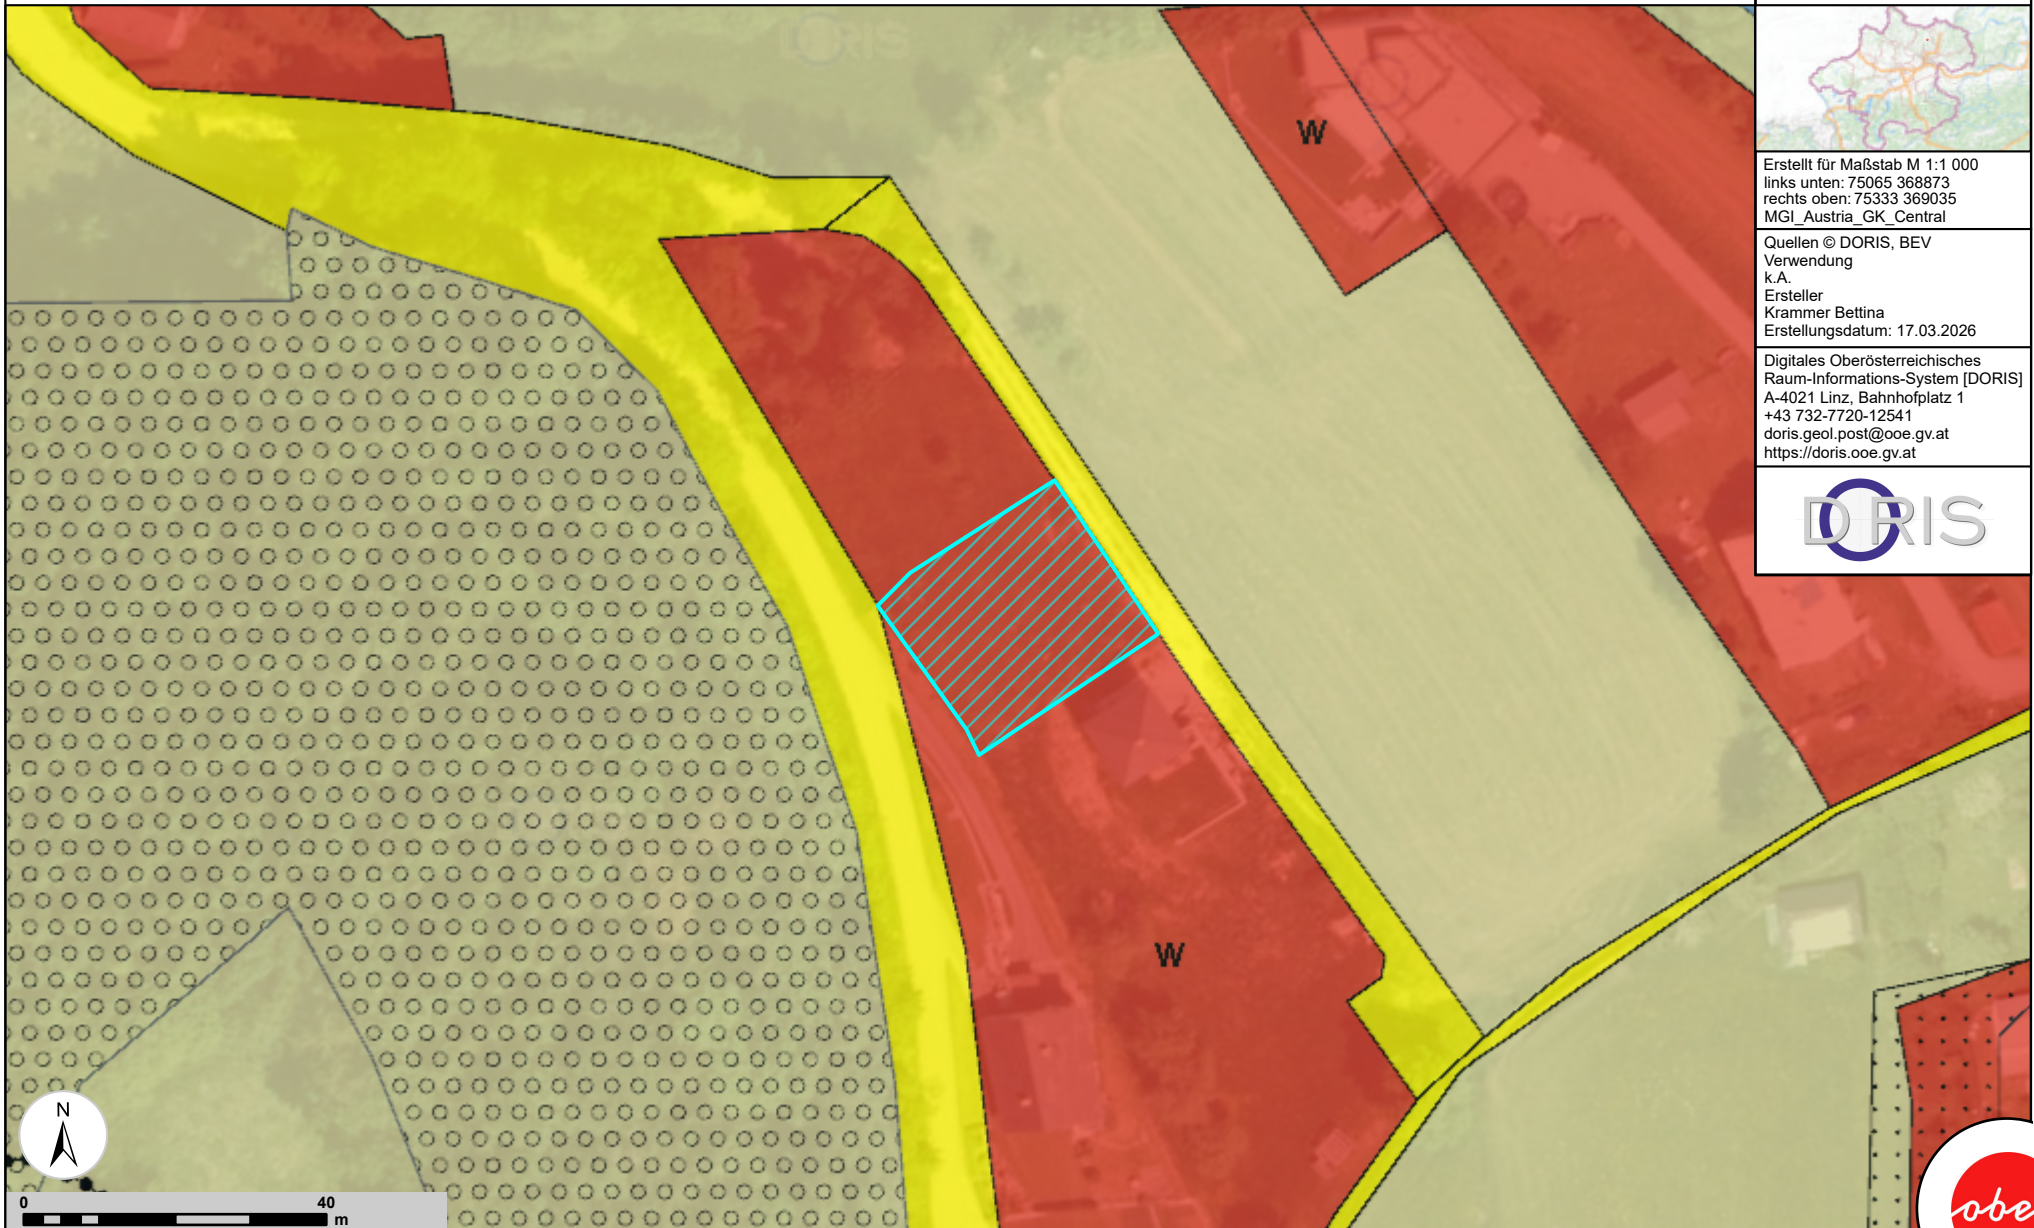 DORIS
W
Erstellt für Maßstab M 1:1 000
links unten: 75065 368873
rechts oben: 75333 369035
MGI_Austria_GK_Central
Quellen © DORIS, BEV
Verwendung
k.A.
Ersteller
Krammer Bettina
Erstellungsdatum: 17.03.2026
Digitales Oberösterreichisches
Raum-Informations-System [DORIS]
A-4021 Linz, Bahnhofplatz 1
+43 732-7720-12541
doris.geol.post@ooe.gv.at
https://doris.ooe.gv.at
DORIS
W
N
0 40
m
obe